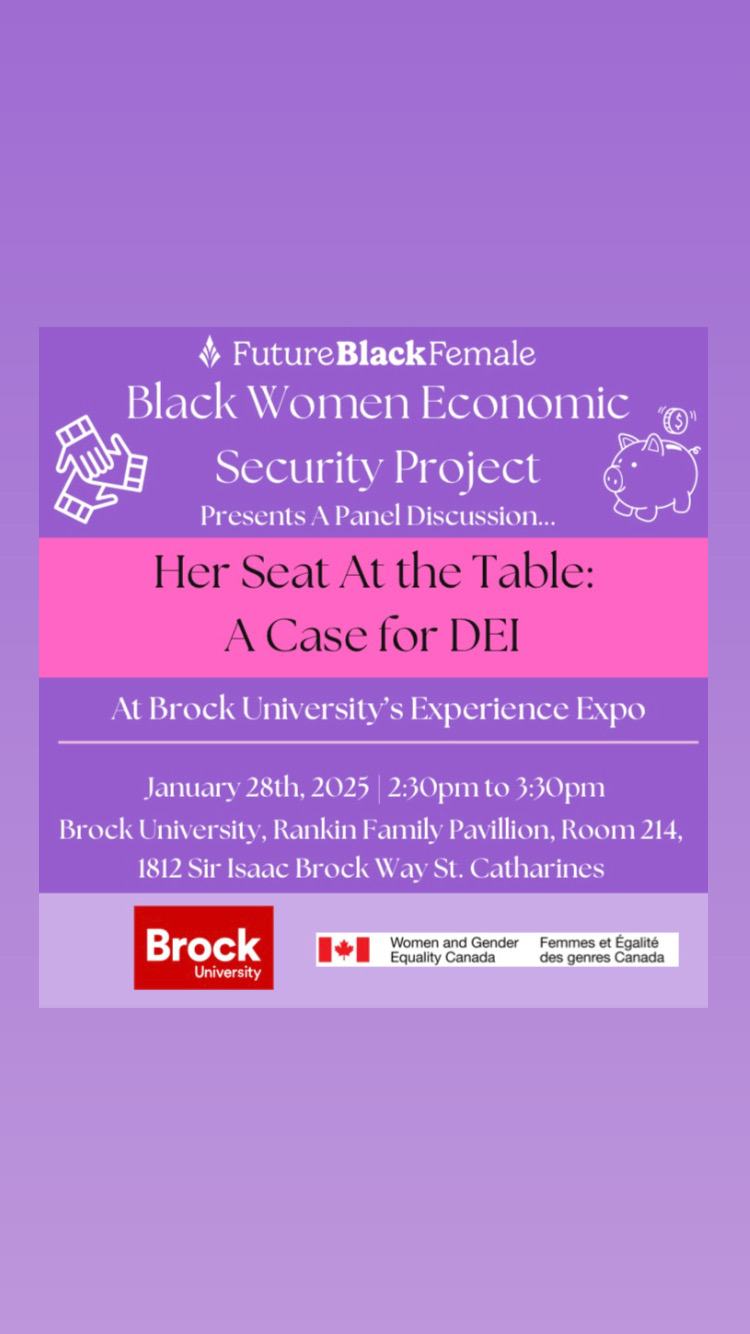 FutureBlackFemale
Black Women Economic
Security Project
Presents A Panel Discussion...
Her Seat At the Table:
A Case for DEI
At Brock University's Experience Expo
January 28th, 2025 | 2:30pm to 3:30pm
Brock University, Rankin Family Pavillion, Room 214,
1812 Sir Isaac Brock Way St. Catharines
Brock
University
Women and Gender
Equality Canada
Femmes et Égalité
des genres Canada